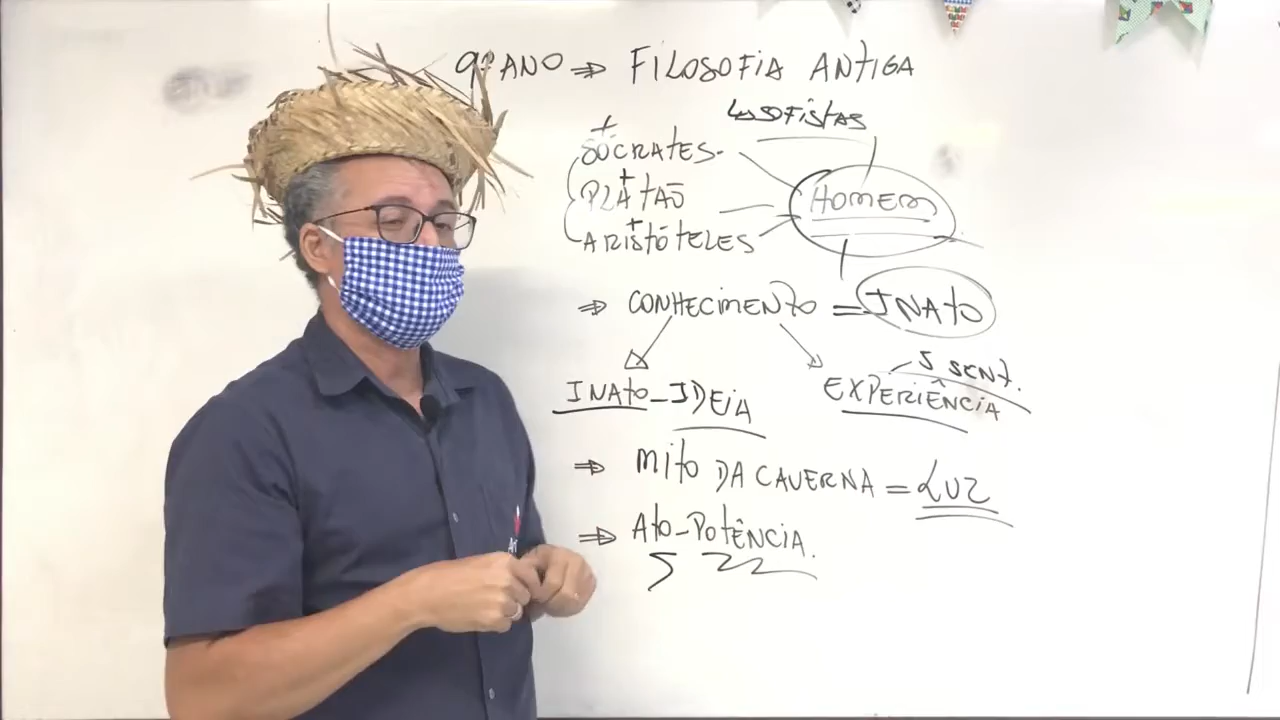 9º ANO ⇒ FILOSOFIA ANTIGA
SOFISTAS
SÓCRATES
PLATÃO
ARISTÓTELES
HOMEM
⇒ CONHECIMENTO = INATO
INATO - IDEIA
5 SENT.
EXPERIÊNCIA
⇒ MITO DA CAVERNA = LUZ
⇒ ATO - POTÊNCIA.